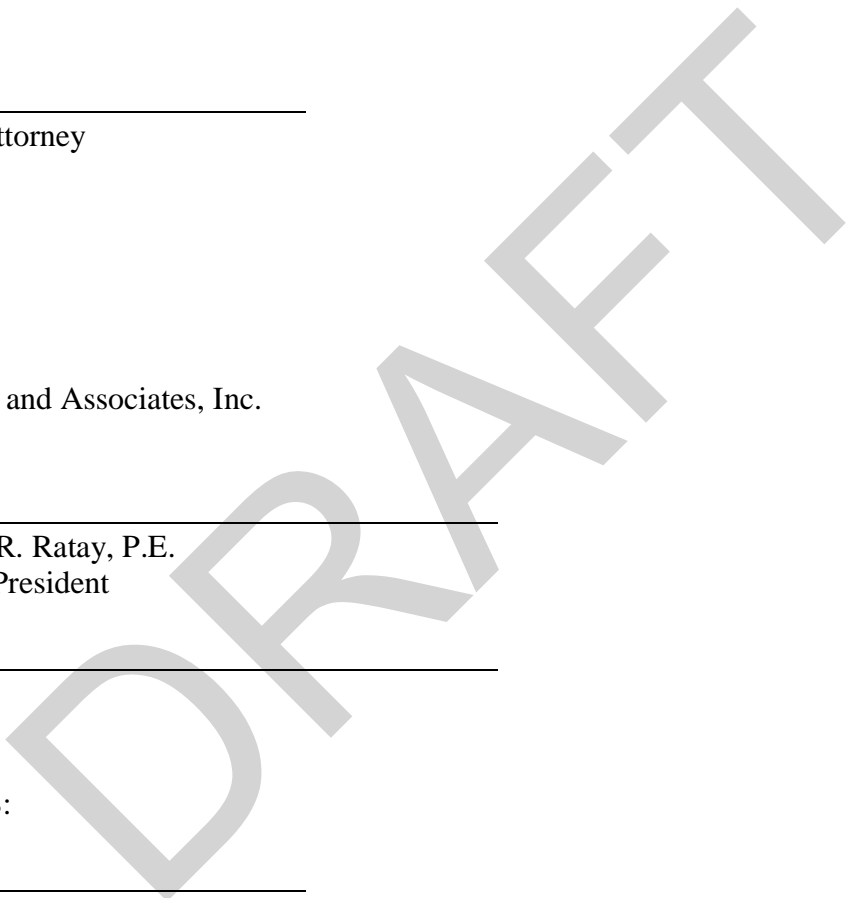 ttorney
and Associates, Inc.
R. Ratay, P.E.
President
:
DRAFT